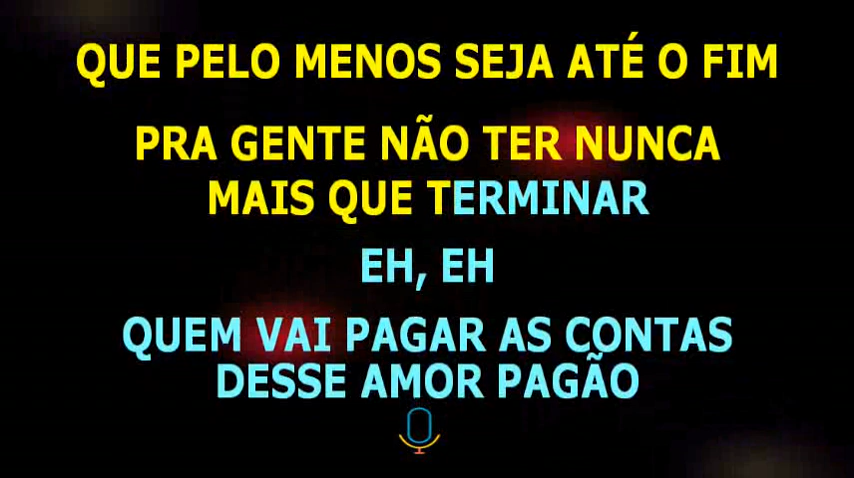 QUE PELO MENOS SEJA ATÉ O FIM
PRA GENTE NÃO TER NUNCA
MAIS QUE TERMINAR
EH, EH
QUEM VAI PAGAR AS CONTAS
DESSE AMOR PAGÃO